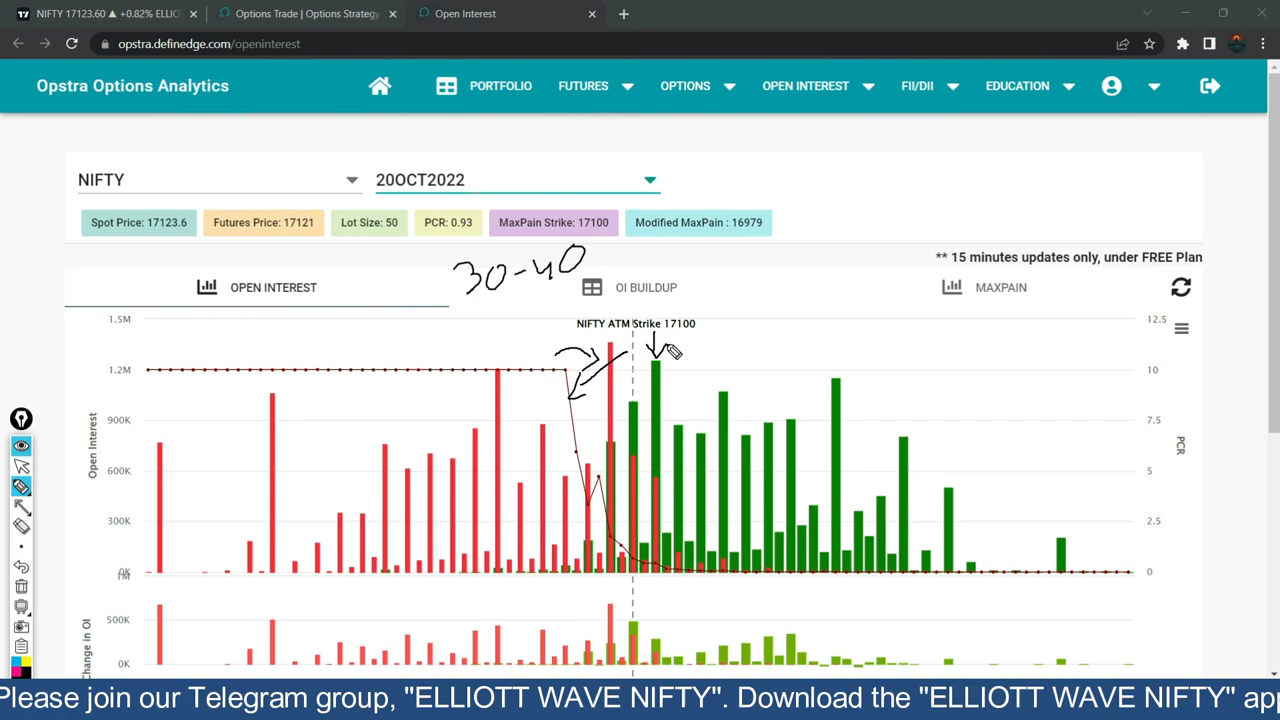 NIFTY 17123.60 ▲ +0.82% ELLIO
Options Trade | Options Strategy
Open Interest
opstra.definedge.com/openinterest
Opstra Options Analytics
PORTFOLIO
FUTURES
OPTIONS
OPEN INTEREST
FII/DII
EDUCATION
NIFTY
20OCT2022
Spot Price: 17123.6
Futures Price: 17121
Lot Size: 50
PCR: 0.93
MaxPain Strike: 17100
Modified MaxPain : 16979
** 15 minutes updates only, under FREE Plan
30-40
OPEN INTEREST
OI BUILDUP
MAXPAIN
NIFTY ATM Strike 17100
1.5M
12.5
1.2M
10
900K
7.5
600K
5
300K
2.5
0K
0
Open Interest
PCR
1M
500K
0K
Change in OI
Please join our Telegram group, "ELLIOTT WAVE NIFTY". Download the "ELLIOTT WAVE NIFTY" ap